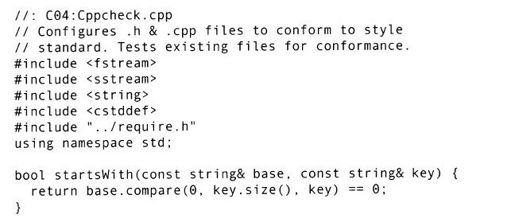 //: C04:Cppcheck.cpp
// Configures .h & .cpp files to conform to style
// standard. Tests existing files for conformance.
#include <fstream>
#include <sstream>
#include <string>
#include <cstddef>
#include "../require.h"
using namespace std;

bool startsWith(const string& base, const string& key) {
  return base.compare(0, key.size(), key) == 0;
}